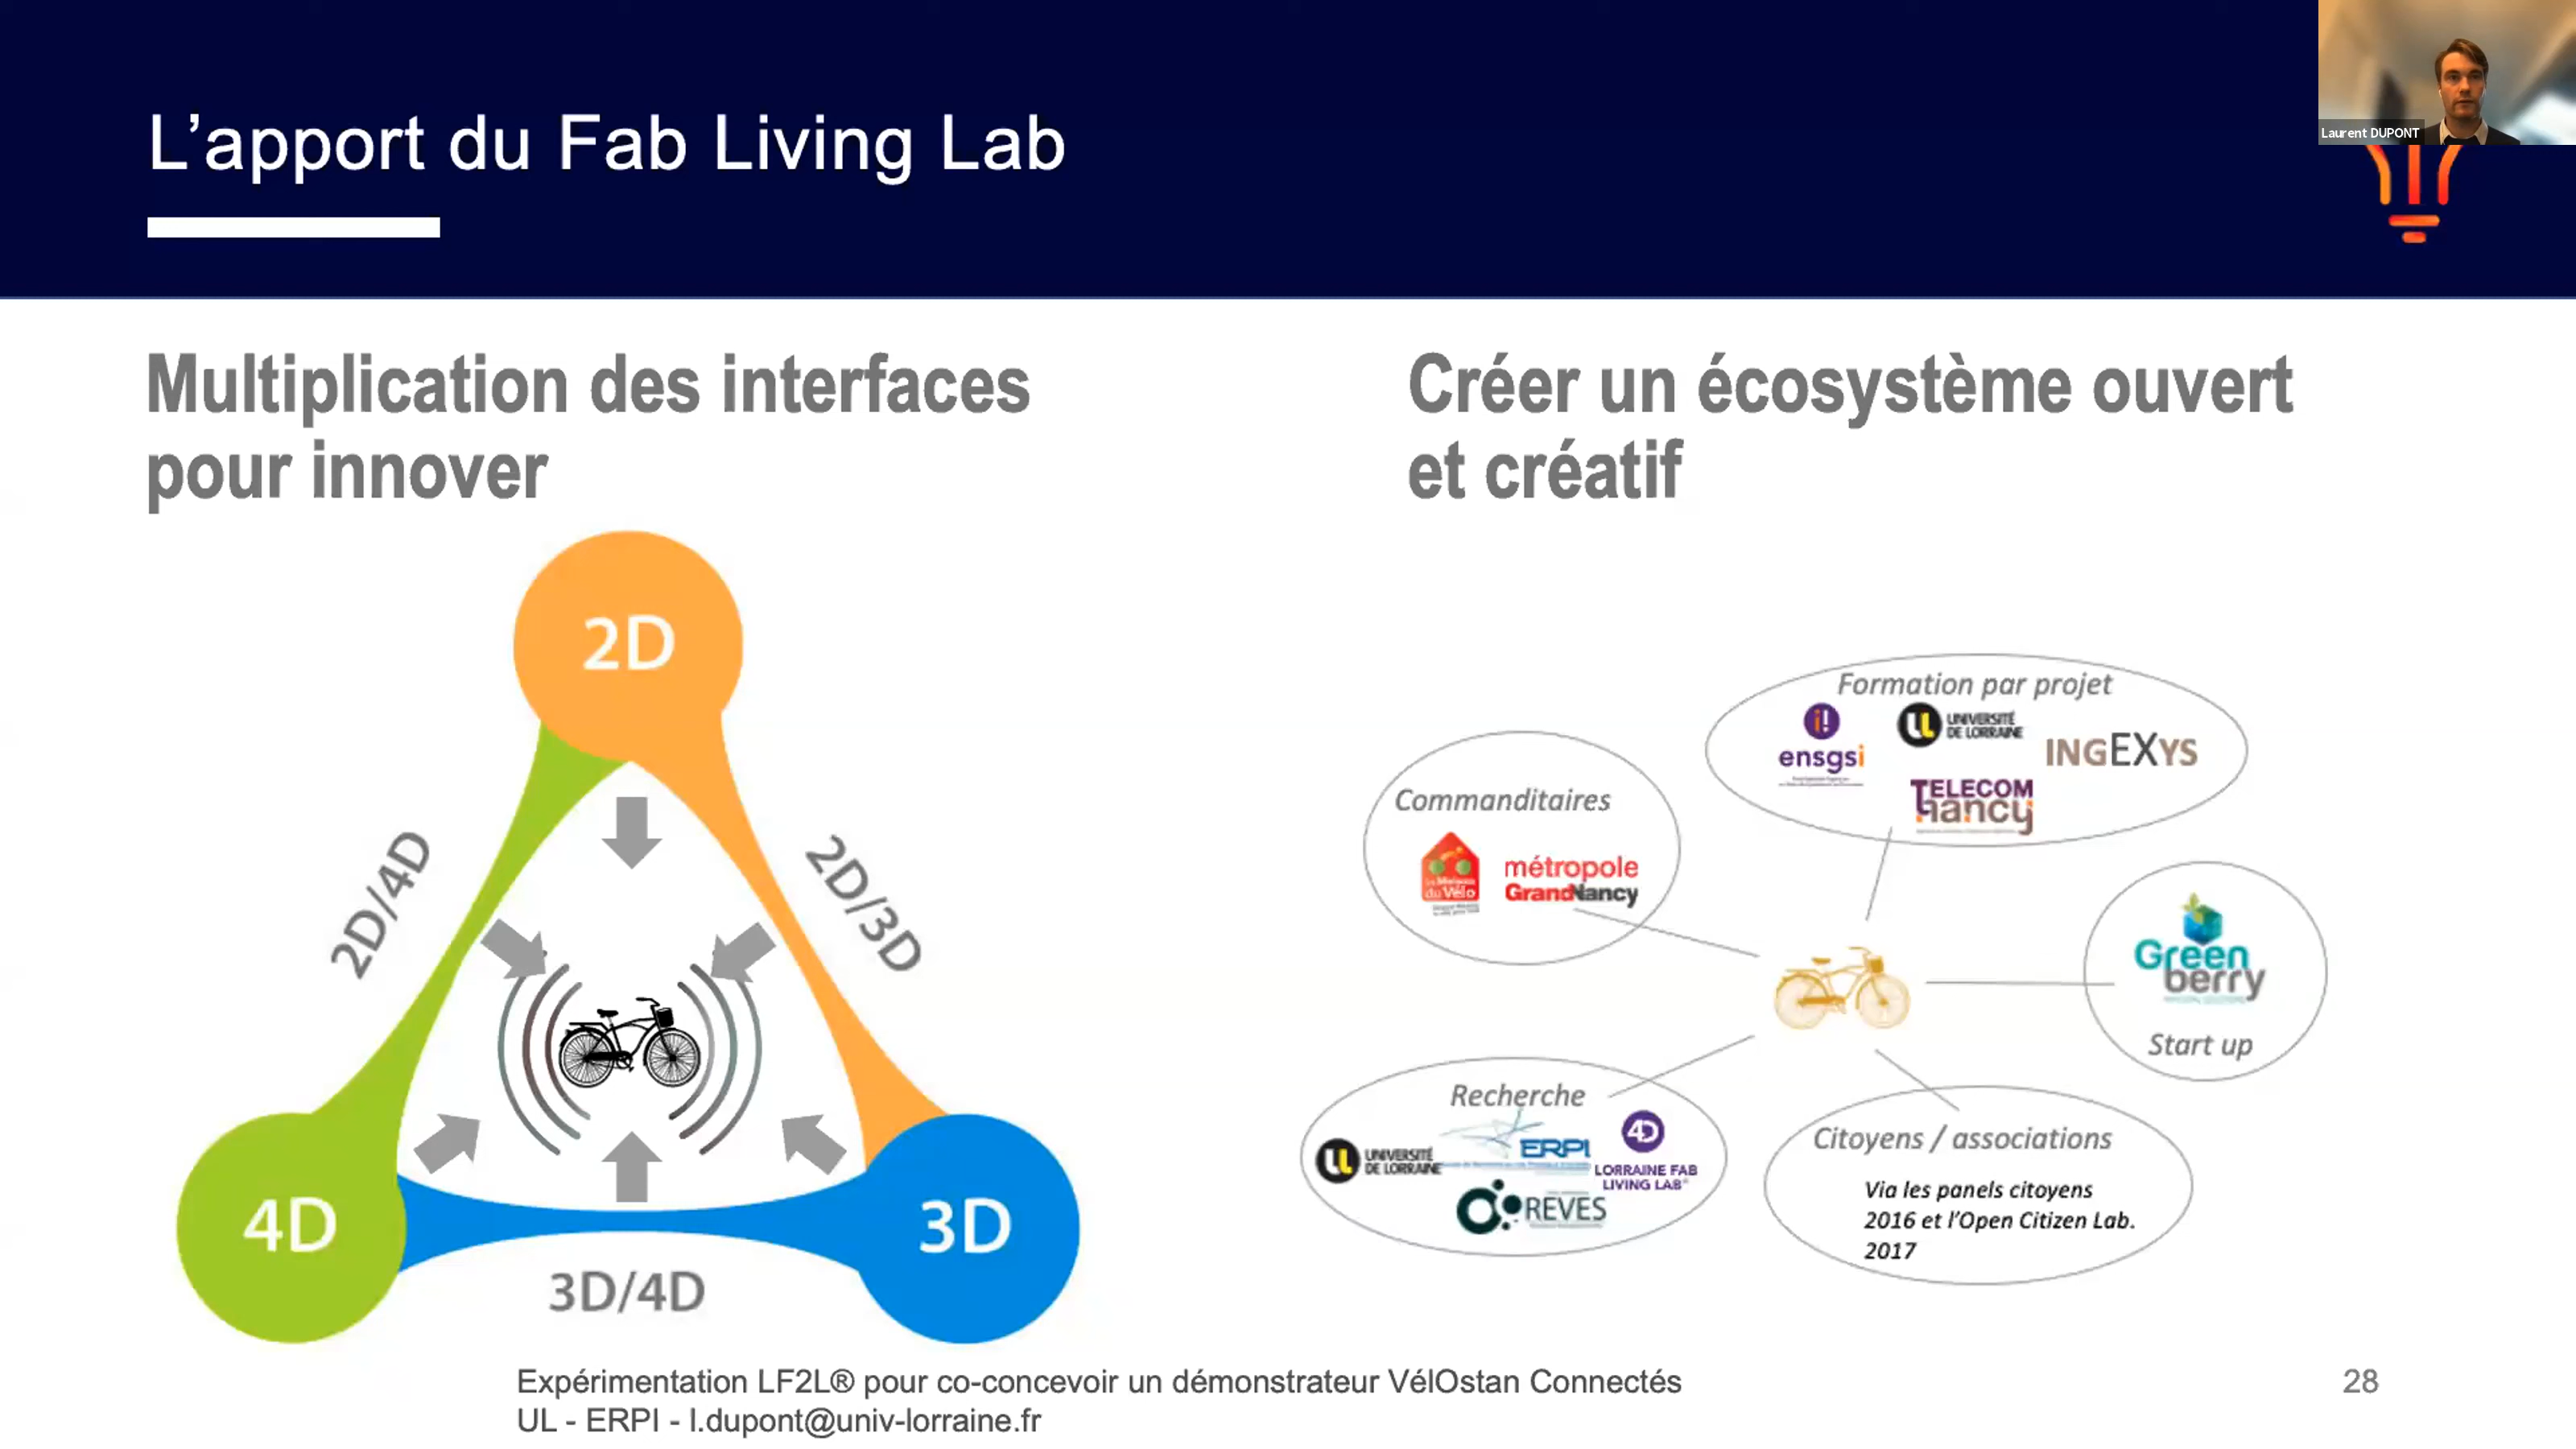 Laurent DUPONT
L’apport du Fab Living Lab
Multiplication des interfaces
pour innover
2D
2D/4D
2D/3D
4D
3D
3D/4D
Créer un écosystème ouvert
et créatif
Formation par projet
i!
ensgsi
UNIVERSITÉ
DE LORRAINE
INGEXYS
TELECOM
nancy
Commanditaires
la Maison
du Vélo
métropole
GrandNancy
Green
berry
Start up
Recherche
UNIVERSITÉ
DE LORRAINE
ERPI
4D
LORRAINE FAB
LIVING LAB®
REVES
Citoyens / associations
Via les panels citoyens
2016 et l’Open Citizen Lab.
2017
Expérimentation LF2L® pour co-concevoir un démonstrateur VélOstan Connectés
UL - ERPI - l.dupont@univ-lorraine.fr
28